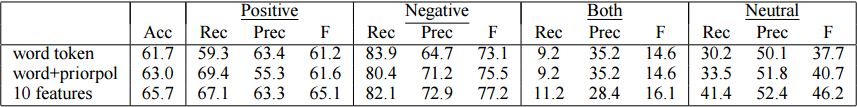 Positive Negative Both Neutral
Acc Rec Prec F Rec Prec F Rec Prec F Rec Prec F
word token 61.7 59.3 63.4 61.2 83.9 64.7 73.1 9.2 35.2 14.6 30.2 50.1 37.7
word+priorpol 63.0 69.4 55.3 61.6 80.4 71.2 75.5 9.2 35.2 14.6 33.5 51.8 40.7
10 features 65.7 67.1 63.3 65.1 82.1 72.9 77.2 11.2 28.4 16.1 41.4 52.4 46.2